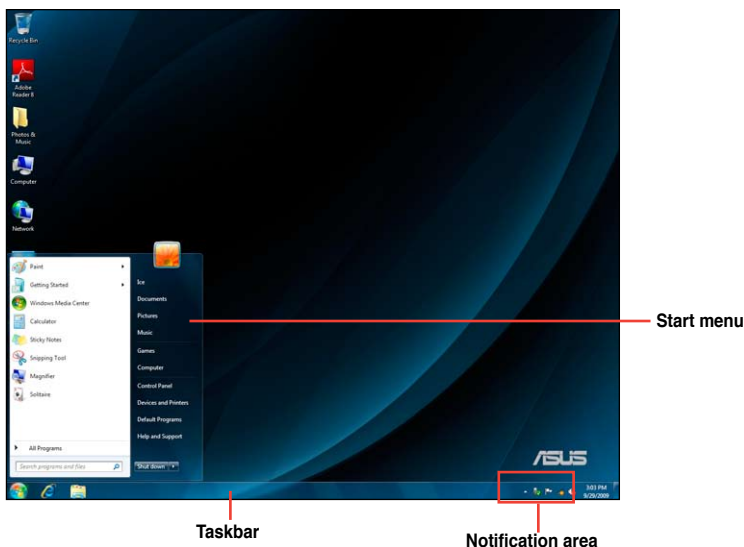 Recycle Bin
Adobe
Reader 8
Photos &
Music
Computer
Network
Paint
Getting Started
Windows Media Center
Calculator
Sticky Notes
Snipping Tool
Magnifier
Solitaire
All Programs
Search programs and files
Ice
Documents
Pictures
Music
Games
Computer
Control Panel
Devices and Printers
Default Programs
Help and Support
Shut down
Start menu
ASUS
3:03 PM
9/29/2009
Taskbar
Notification area